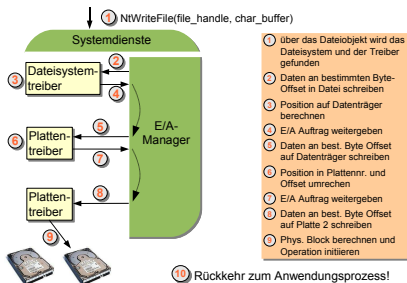 1 NtWriteFile(file_handle, char_buffer)
Systemdienste
2
Dateisystem-
treiber
3
4
E/A-
Manager
5
6
Platten-
treiber
7
8
Platten-
treiber
9
10 Rückkehr zum Anwendungsprozess!
1 über das Dateiobjekt wird das
Dateisystem und der Treiber
gefunden
2 Daten an bestimmten Byte-
Offset in Datei schreiben
3 Position auf Datenträger
berechnen
4 E/A Auftrag weitergeben
5 Daten an best. Byte Offset
auf Datenträger schreiben
6 Position in Plattennr. und
Offset umrechen
7 E/A Auftrag weitergeben
8 Daten an best. Byte Offset
auf Platte 2 schreiben
9 Phys. Block berechnen und
Operation initiieren